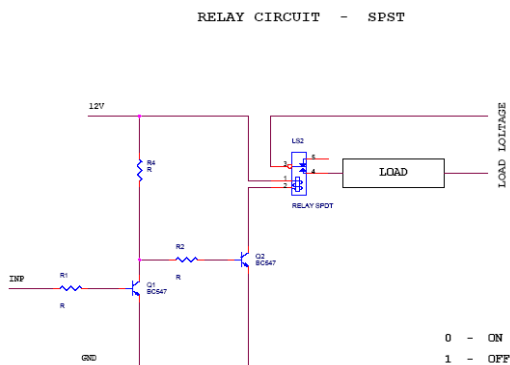 RELAY CIRCUIT - SPST
12V
LS2
3
5
4
1
2
RELAY SPDT
LOAD
LOAD LOLTAGE
R4
R
R2
R
Q2
BC547
INP
R1
R
Q1
BC547
GND
0 - ON
1 - OFF